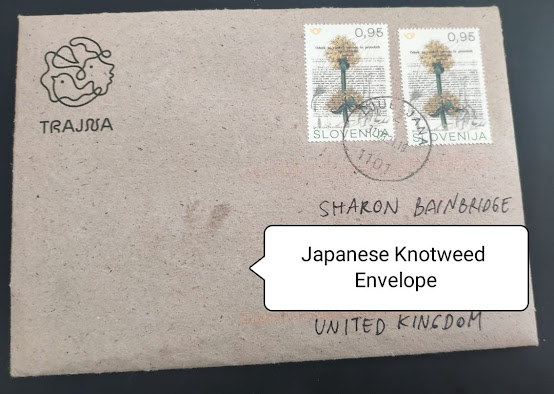 TRAJNA
0,95
0,95
SLOVENIJA
SLOVENIJA
LJUBLJANA
1101
SHARON BAINBRIDGE
Japanese Knotweed
Envelope
UNITED KINGDOM